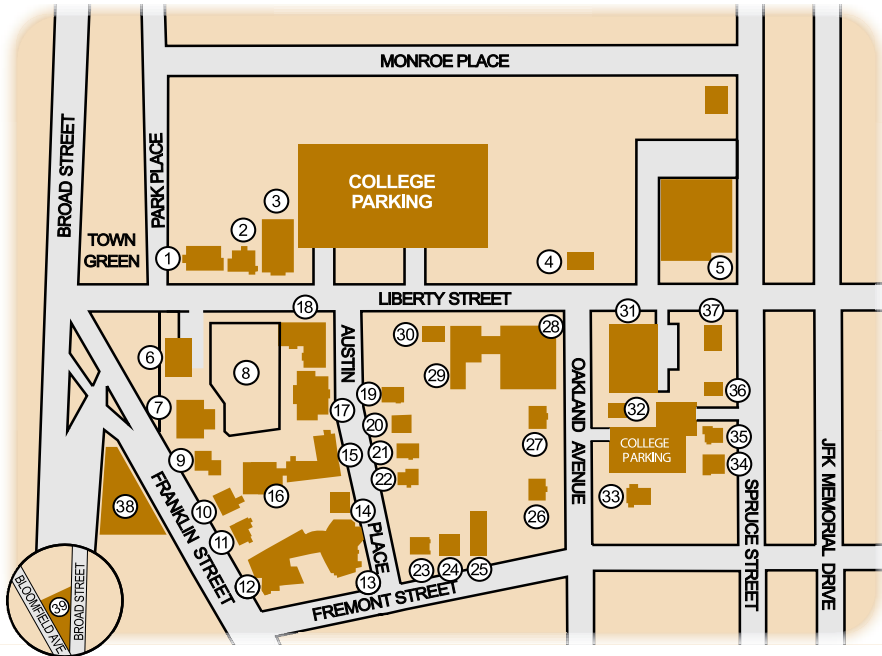 MONROE PLACE
BROAD STREET
PARK PLACE
COLLEGE
PARKING
3
2
TOWN
GREEN
1
4
5
LIBERTY STREET
18
31
37
30
28
AUSTIN
PLACE
6
8
29
OAKLAND AVENUE
7
19
17
20
32
36
27
COLLEGE
PARKING
35
9
15
21
34
22
16
JFK MEMORIAL DRIVE
SPRUCE STREET
FRANKLIN STREET
38
10
14
26
33
11
12
13
23
24
25
FREMONT STREET
39
BLOOMFIELD AVE
BROAD STREET